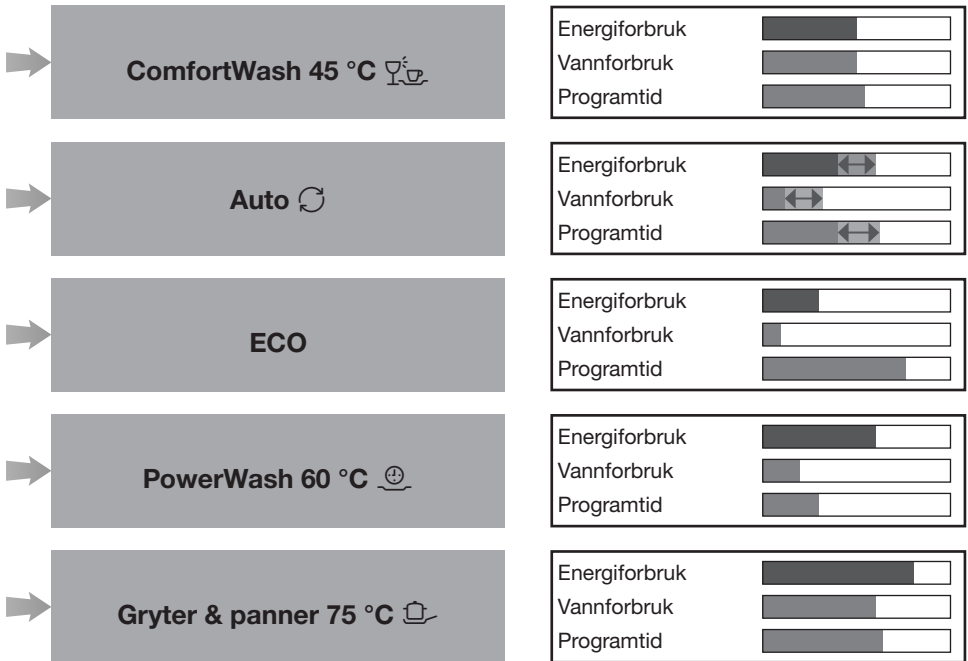 ComfortWash 45 °C
Energiforbruk
Vannforbruk
Programtid
Auto
Energiforbruk
Vannforbruk
Programtid
ECO
Energiforbruk
Vannforbruk
Programtid
PowerWash 60 °C
Energiforbruk
Vannforbruk
Programtid
Gryter & panner 75 °C
Energiforbruk
Vannforbruk
Programtid